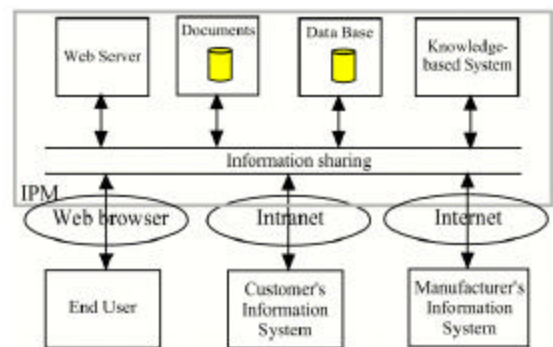 Web Server
Documents
Data Base
Knowledge-
based System
Information sharing
IPM
Web browser
Intranet
Internet
End User
Customer's
Information
System
Manufacturer's
Information
System